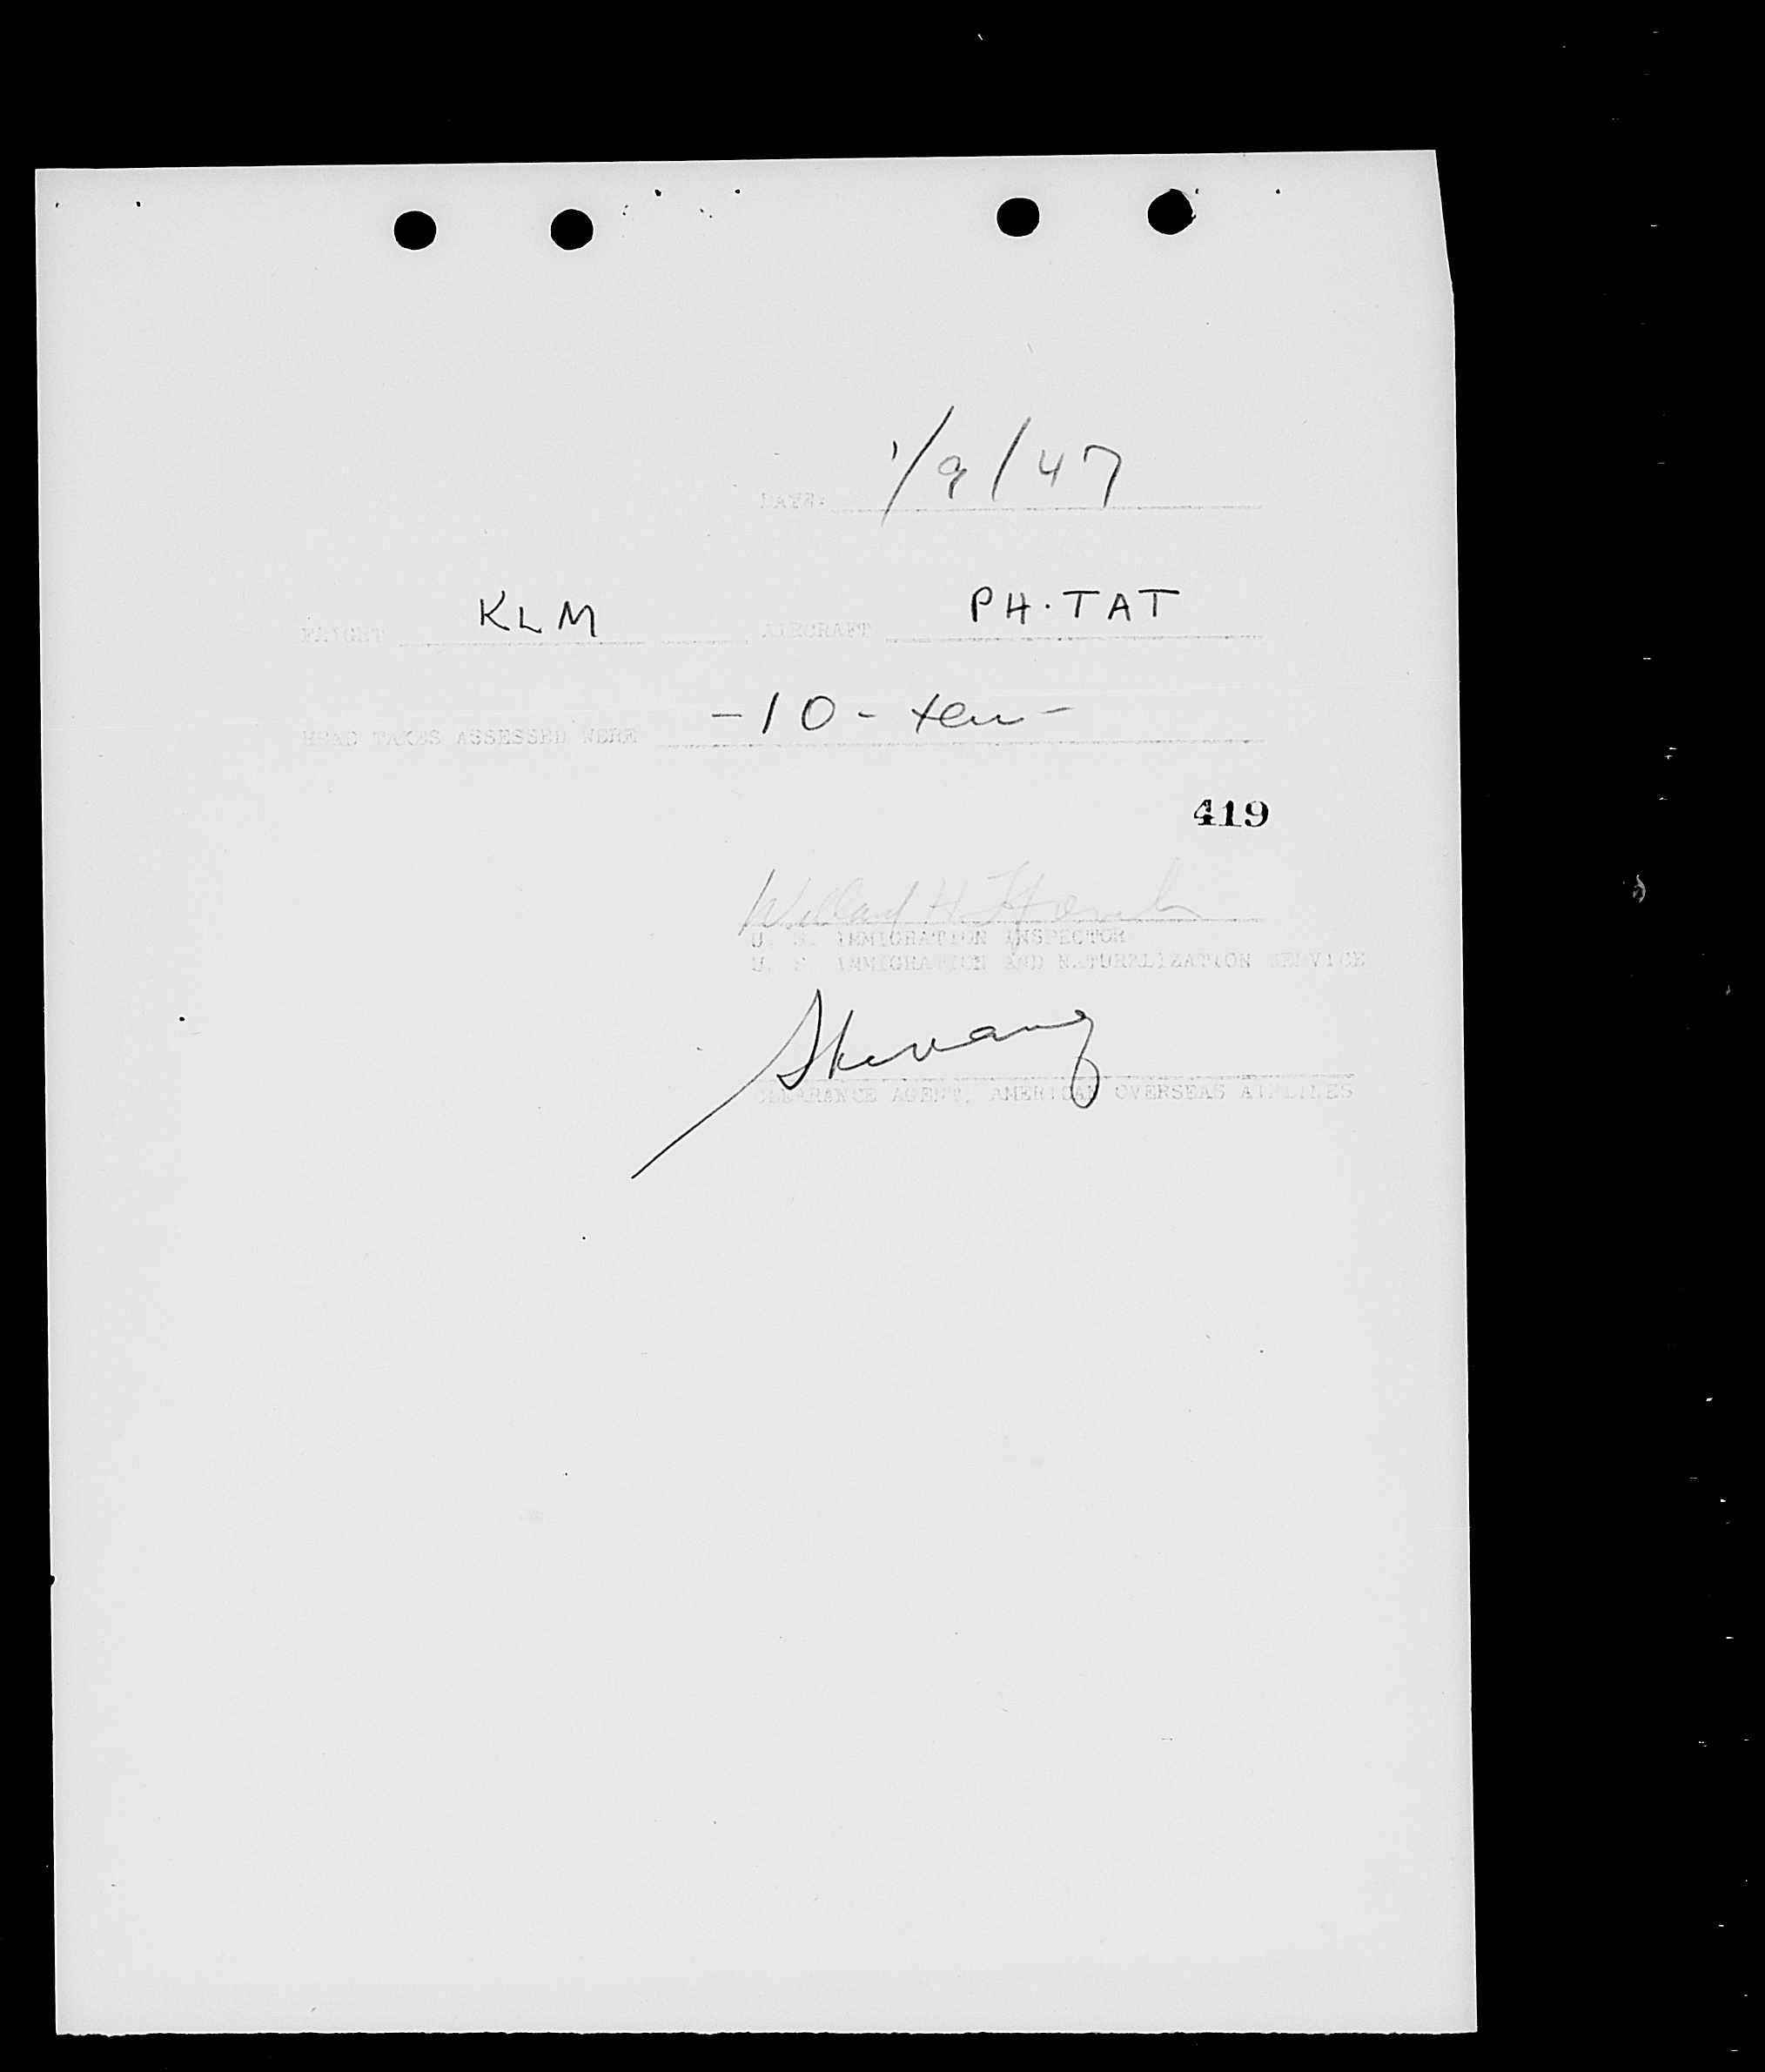 DATE. 1/9/47
FLIGHT KLM AIRCRAFT PH.TAT
HEAD TAXES ASSESSED WERE -10- ten-
419
Willard H.
U. S. IMMIGRATION INSPECTOR
U. S. IMMIGRATION AND NATURALIZATION SERVICE
CLEARANCE AGENT, AMERICAN OVERSEAS AIRLINES